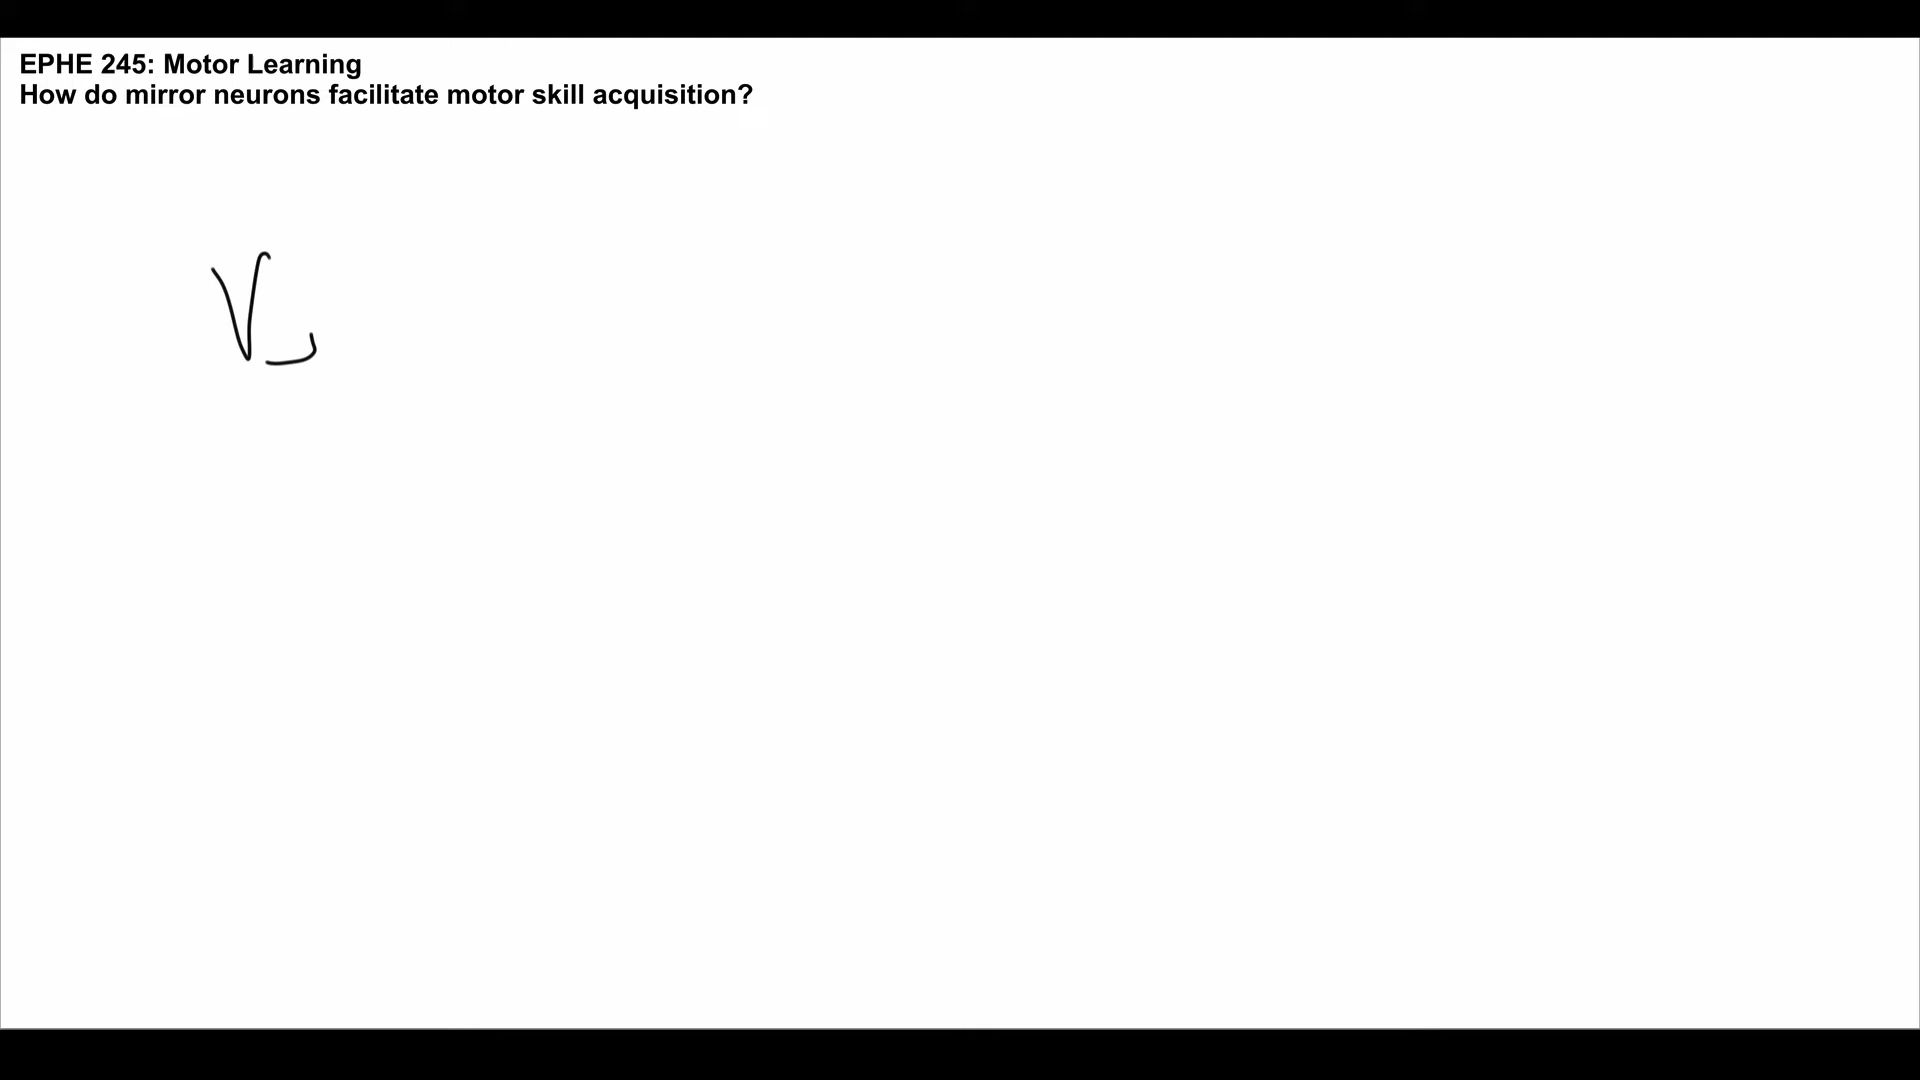 EPHE 245: Motor Learning
How do mirror neurons facilitate motor skill acquisition?
V